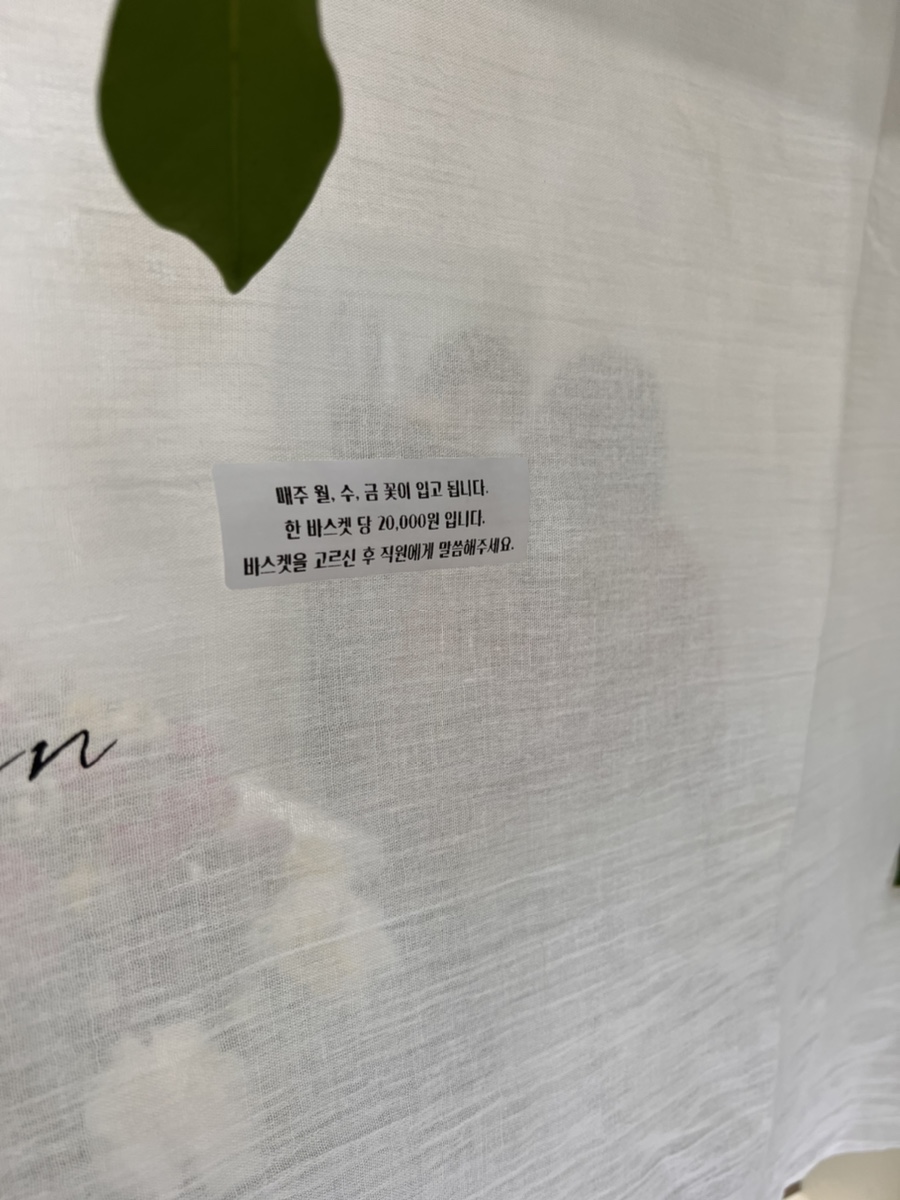 매주 월, 수, 금 꽃이 입고 됩니다.
한 바스켓 당 20,000원 입니다.
바스켓을 고르신 후 직원에게 말씀해주세요.